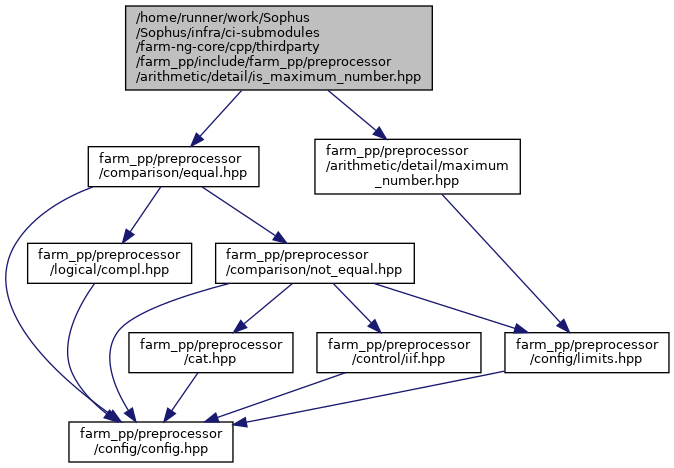 /home/runner/work/Sophus
/Sophus/infra/ci-submodules
/farm-ng-core/cpp/thirdparty
/farm_pp/include/farm_pp/preprocessor
/arithmetic/detail/is_maximum_number.hpp
farm_pp/preprocessor
/comparison/equal.hpp
farm_pp/preprocessor
/arithmetic/detail/maximum
_number.hpp
farm_pp/preprocessor
/logical/compl.hpp
farm_pp/preprocessor
/comparison/not_equal.hpp
farm_pp/preprocessor
/cat.hpp
farm_pp/preprocessor
/control/iif.hpp
farm_pp/preprocessor
/config/limits.hpp
farm_pp/preprocessor
/config/config.hpp